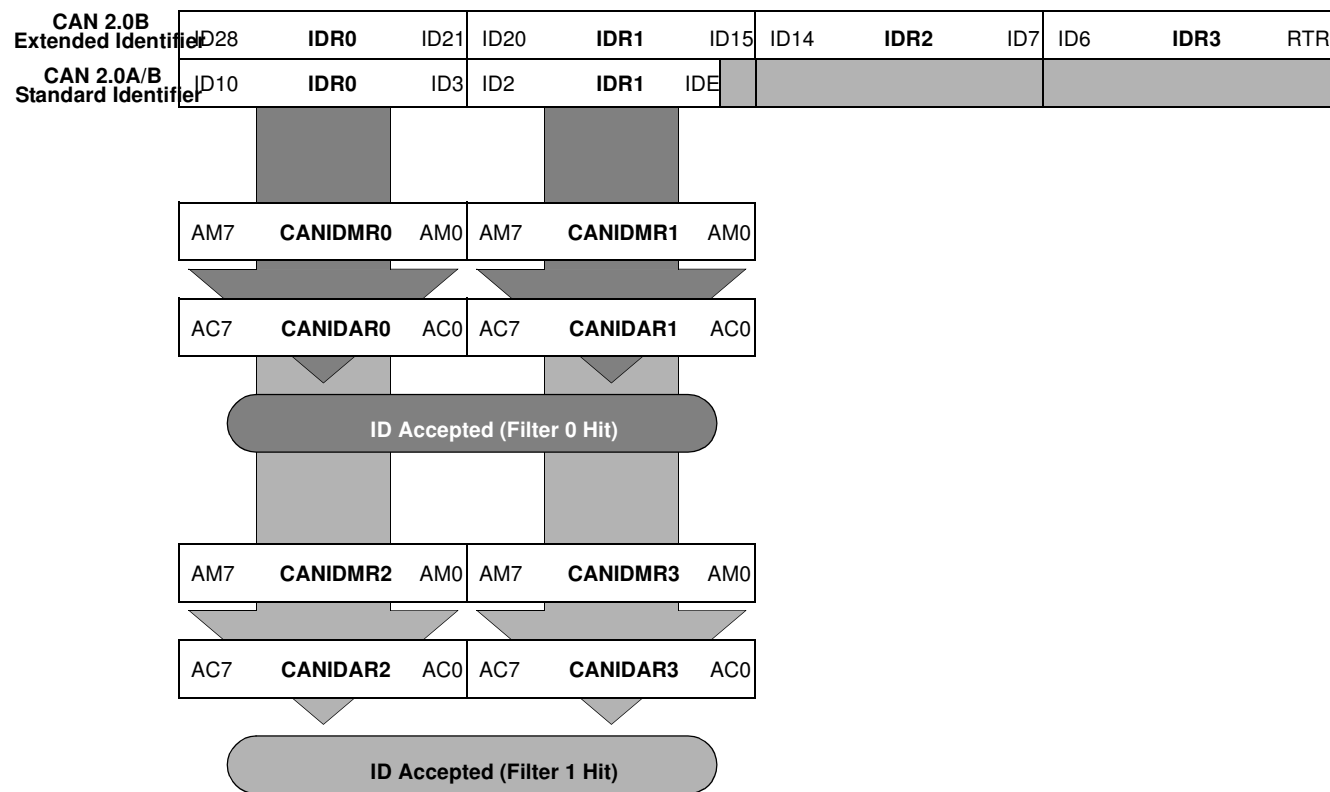 CAN 2.0B
Extended Identifier ID28 IDR0 ID21 ID20 IDR1 ID15 ID14 IDR2 ID7 ID6 IDR3 RTR
CAN 2.0A/B
Standard Identifier ID10 IDR0 ID3 ID2 IDR1 IDE
AM7 CANIDMR0 AM0 AM7 CANIDMR1 AM0
AC7 CANIDAR0 AC0 AC7 CANIDAR1 AC0
ID Accepted (Filter 0 Hit)
AM7 CANIDMR2 AM0 AM7 CANIDMR3 AM0
AC7 CANIDAR2 AC0 AC7 CANIDAR3 AC0
ID Accepted (Filter 1 Hit)